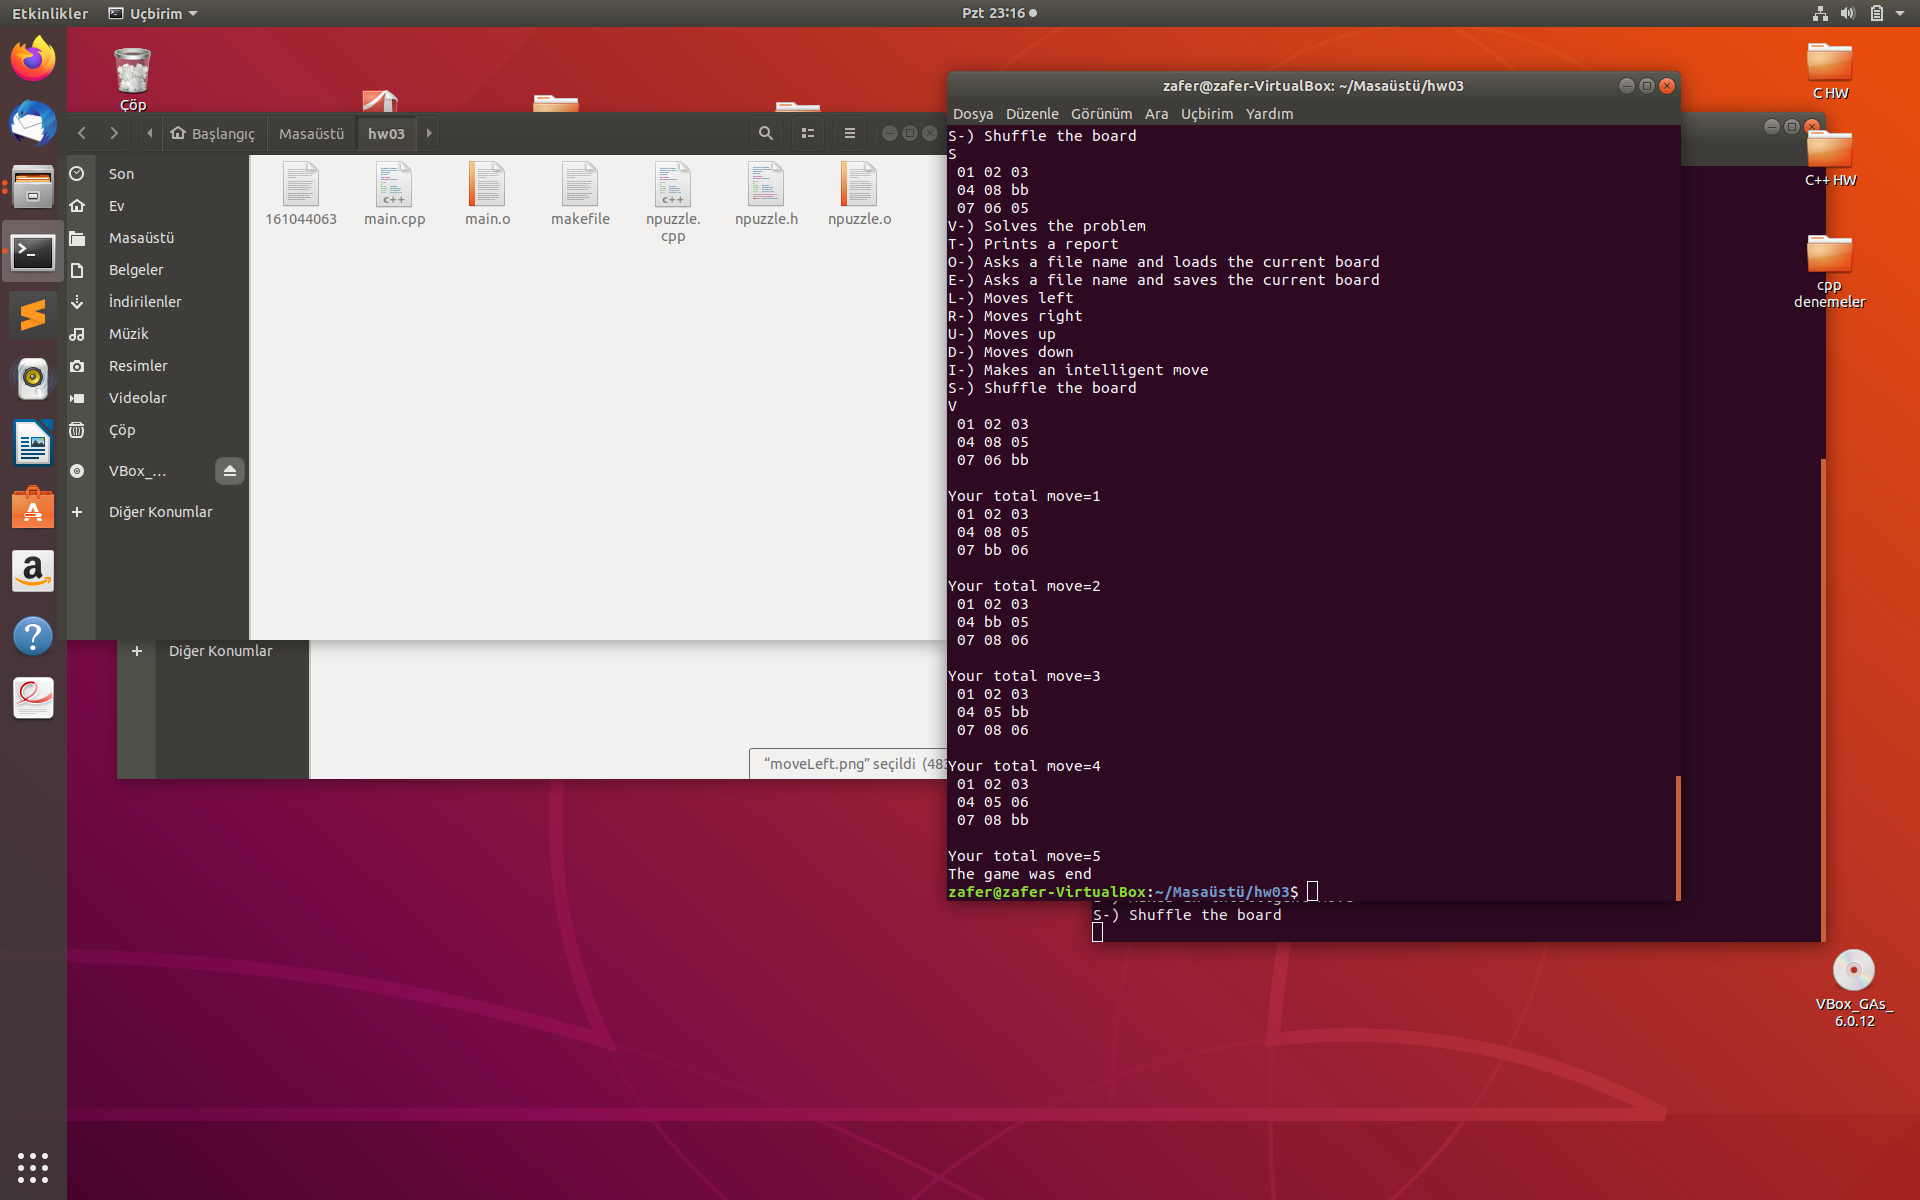 Etkinlikler
Uçbirim
Pzt 23:16
Çöp
Başlangıç
Masaüstü
hw03
Son
Ev
Masaüstü
Belgeler
İndirilenler
Müzik
Resimler
Videolar
Çöp
VBox_...
Diğer Konumlar
161044063
main.cpp
main.o
makefile
npuzzle.
cpp
npuzzle.h
npuzzle.o
Diğer Konumlar
“moveLeft.png” seçildi (483
zafer@zafer-VirtualBox: ~/Masaüstü/hw03
Dosya Düzenle Görünüm Ara Uçbirim Yardım
S-) Shuffle the board
S
01 02 03
04 08 bb
07 06 05
V-) Solves the problem
T-) Prints a report
O-) Asks a file name and loads the current board
E-) Asks a file name and saves the current board
L-) Moves left
R-) Moves right
U-) Moves up
D-) Moves down
I-) Makes an intelligent move
S-) Shuffle the board
V
01 02 03
04 08 05
07 06 bb
Your total move=1
01 02 03
04 08 05
07 bb 06
Your total move=2
01 02 03
04 bb 05
07 08 06
Your total move=3
01 02 03
04 05 bb
07 08 06
Your total move=4
01 02 03
04 05 06
07 08 bb
Your total move=5
The game was end
zafer@zafer-VirtualBox:~/Masaüstü/hw03$
S-) Shuffle the board
C HW
C++ HW
cpp
denemeler
VBox_GAs_
6.0.12